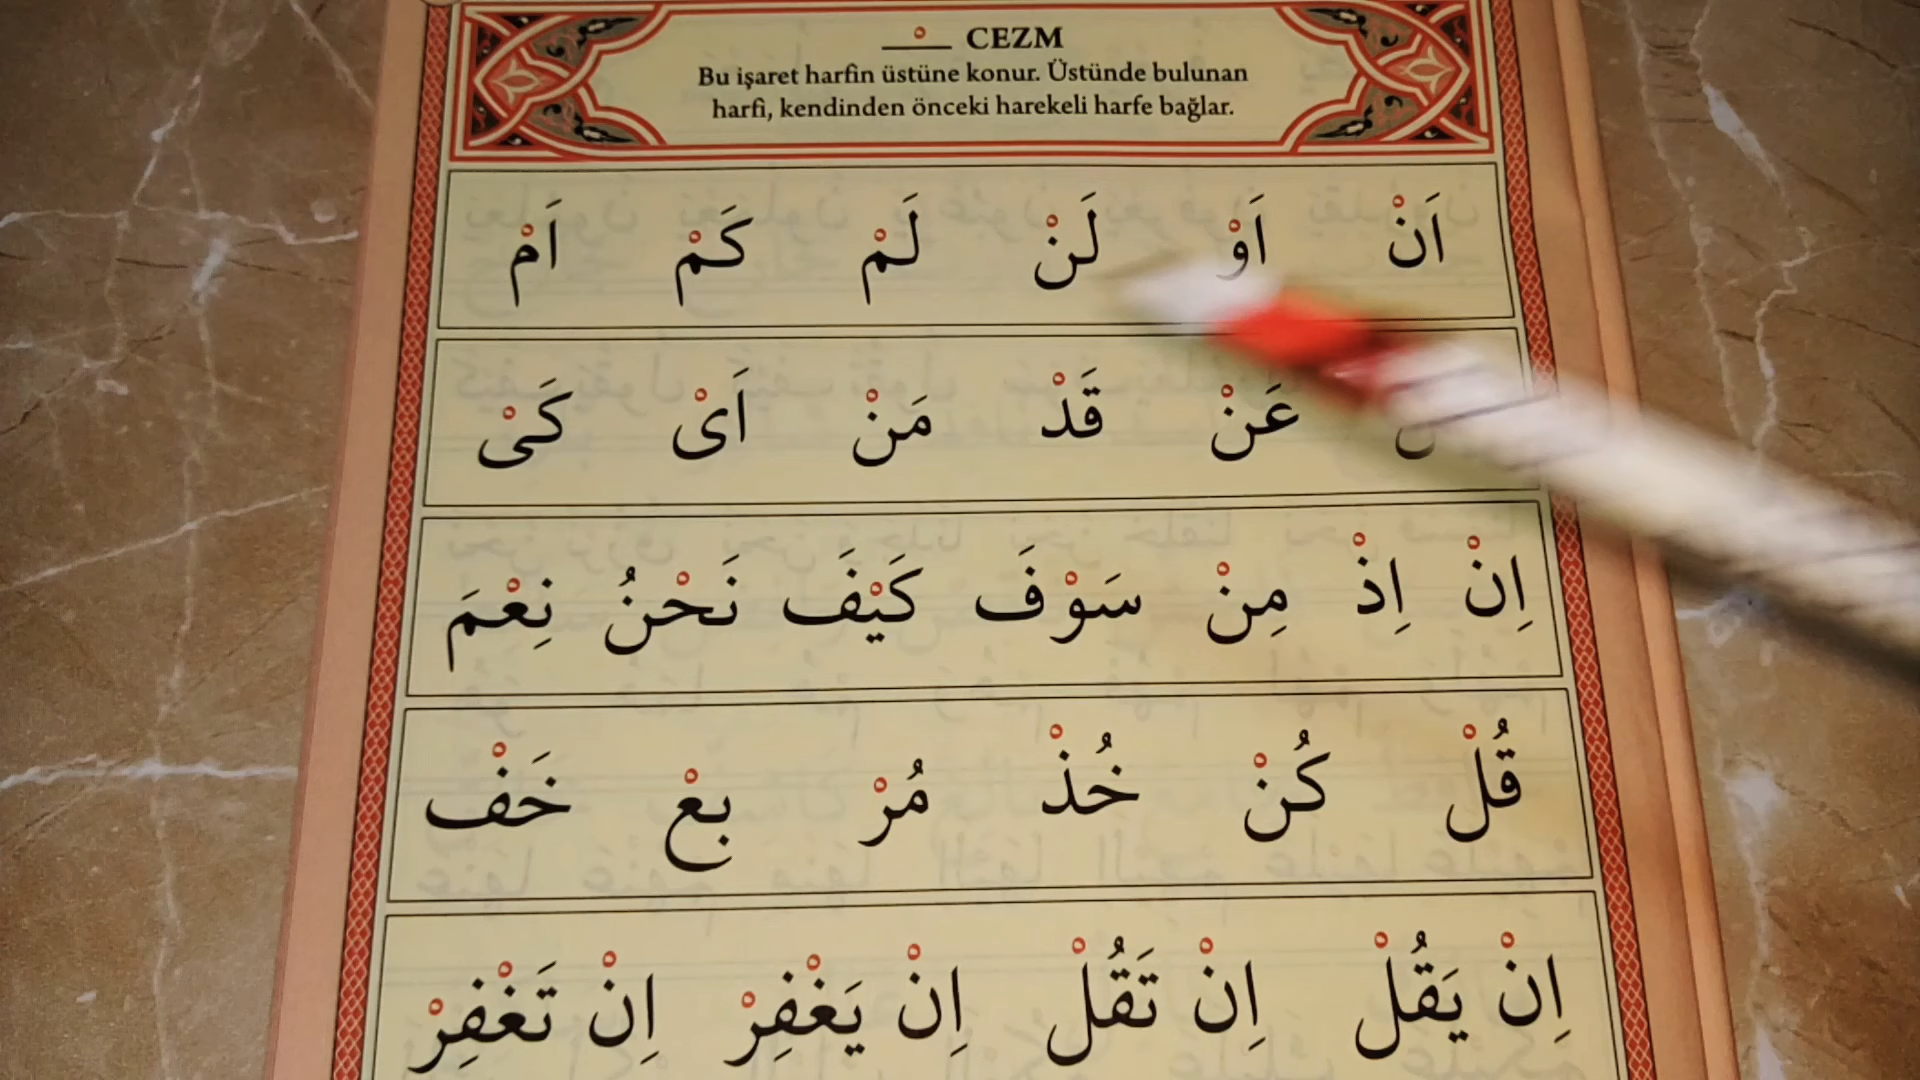 ْ CEZM
Bu işaret harfin üstüne konur. Üstünde bulunan
harfi, kendinden önceki harekeli harfe bağlar.
اَنْ اَوْ لَنْ لَمْ كَمْ اَمْ
عَنْ قَدْ مَنْ اَىْ كَىْ
اِنْ اِذْ مِنْ سَوْفَ كَيْفَ نَحْنُ نِعْمَ
قُلْ كُنْ خُذْ مُرْ بِعْ خَفْ
اِنْ يَقُلْ اِنْ تَقُلْ اِنْ يَغْفِرْ اِنْ تَغْفِرْ